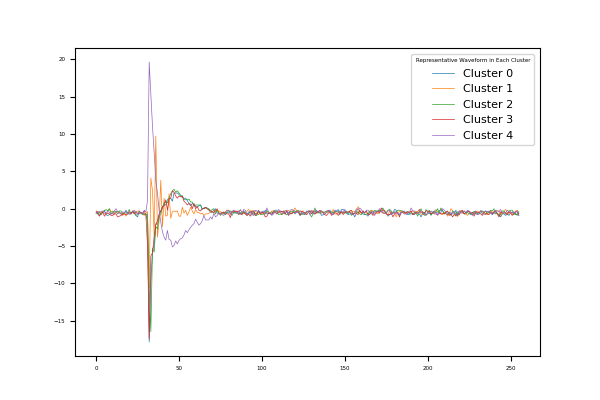 Representative Waveform in Each Cluster
Cluster 0
Cluster 1
Cluster 2
Cluster 3
Cluster 4
20
15
10
5
0
−5
−10
−15
0 50 100 150 200 250